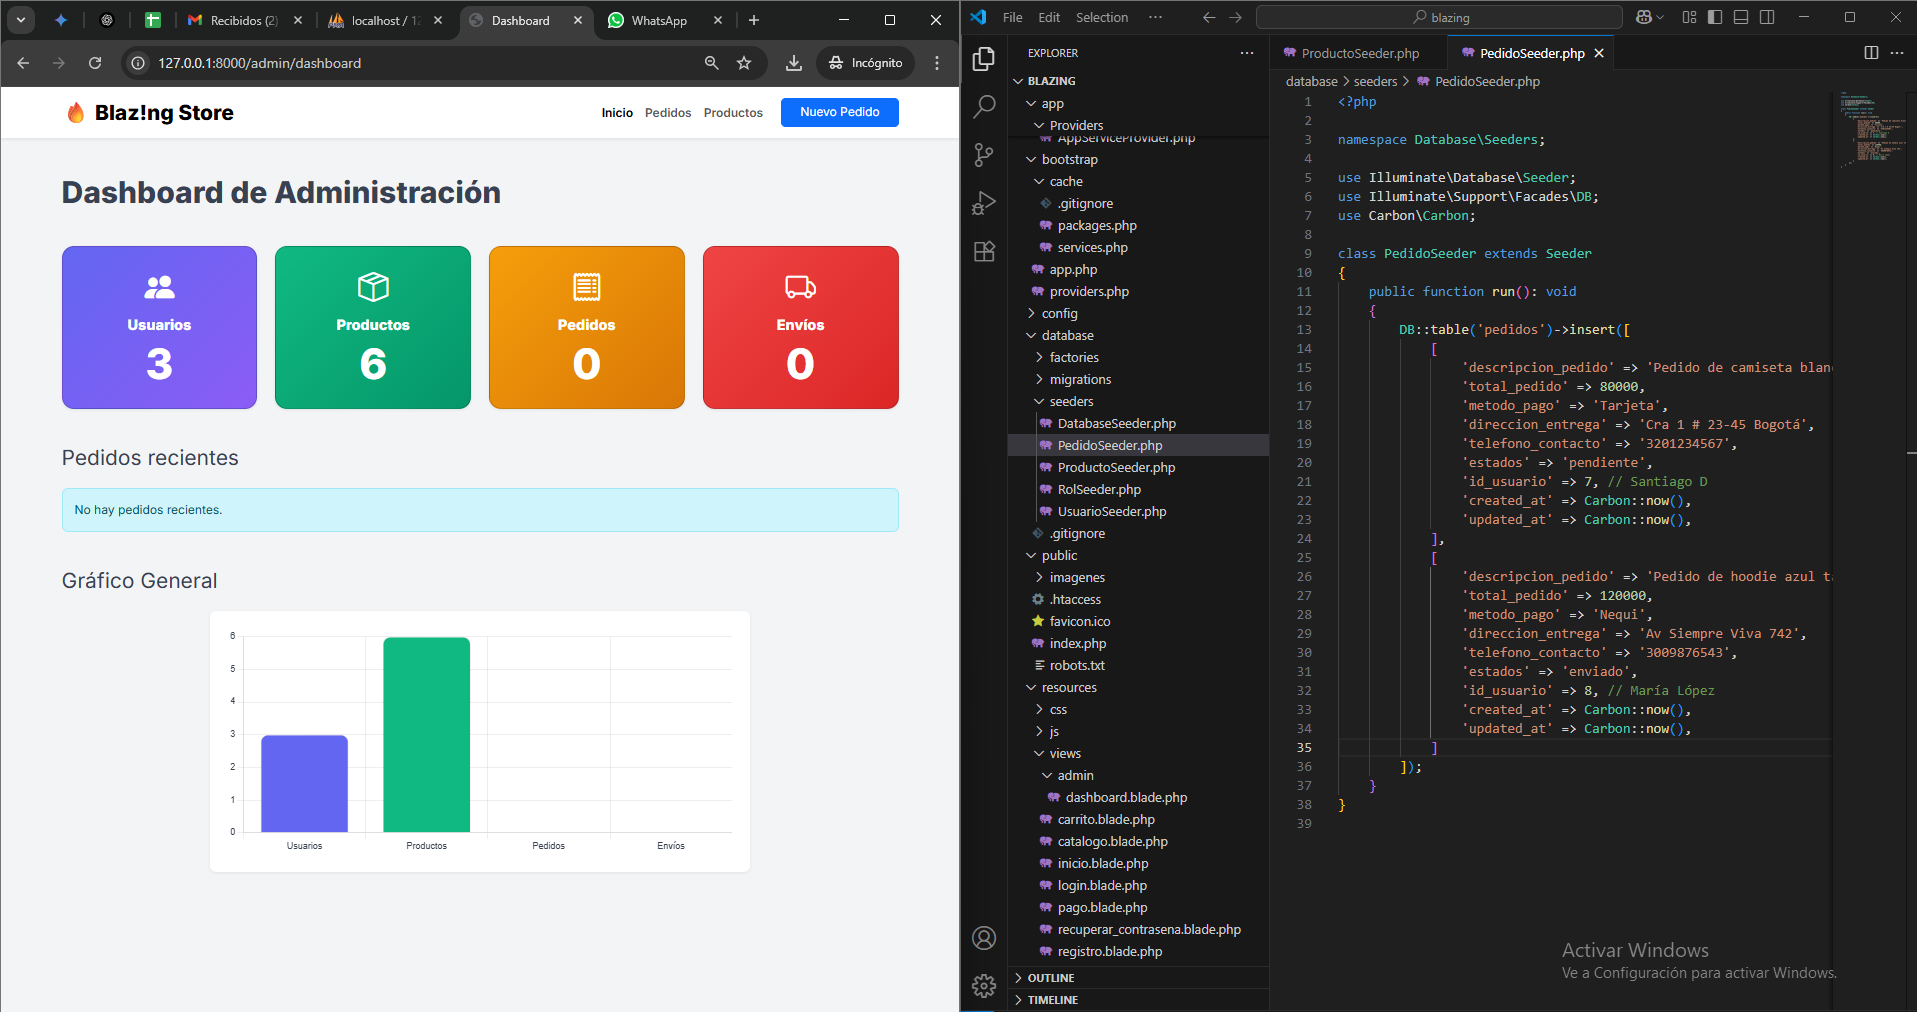 Recibidos (2)
localhost / 12
Dashboard
WhatsApp
127.0.0.1:8000/admin/dashboard
Incógnito
Blaz!ng Store
Inicio
Pedidos
Productos
Nuevo Pedido
Dashboard de Administración
Usuarios
3
Productos
6
Pedidos
0
Envíos
0
Pedidos recientes
No hay pedidos recientes.
Gráfico General
6
5
4
3
2
1
0
Usuarios
Productos
Pedidos
Envíos
File
Edit
Selection
blazing
EXPLORER
BLAZING
app
Providers
AppServiceProvider.php
bootstrap
cache
.gitignore
packages.php
services.php
app.php
providers.php
config
database
factories
migrations
seeders
DatabaseSeeder.php
PedidoSeeder.php
ProductoSeeder.php
RolSeeder.php
UsuarioSeeder.php
.gitignore
public
imagenes
.htaccess
favicon.ico
index.php
robots.txt
resources
css
js
views
admin
dashboard.blade.php
carrito.blade.php
catalogo.blade.php
inicio.blade.php
login.blade.php
pago.blade.php
recuperar_contrasena.blade.php
registro.blade.php
OUTLINE
TIMELINE
ProductoSeeder.php
PedidoSeeder.php
database > seeders > PedidoSeeder.php
1 <?php
2
3 namespace Database\Seeders;
4
5 use Illuminate\Database\Seeder;
6 use Illuminate\Support\Facades\DB;
7 use Carbon\Carbon;
8
9 class PedidoSeeder extends Seeder
10 {
11 public function run(): void
12 {
13 DB::table('pedidos')->insert([
14 [
15 'descripcion_pedido' => 'Pedido de camiseta blan
16 'total_pedido' => 80000,
17 'metodo_pago' => 'Tarjeta',
18 'direccion_entrega' => 'Cra 1 # 23-45 Bogotá',
19 'telefono_contacto' => '3201234567',
20 'estados' => 'pendiente',
21 'id_usuario' => 7, // Santiago D
22 'created_at' => Carbon::now(),
23 'updated_at' => Carbon::now(),
24 ],
25 [
26 'descripcion_pedido' => 'Pedido de hoodie azul ta
27 'total_pedido' => 120000,
28 'metodo_pago' => 'Nequi',
29 'direccion_entrega' => 'Av Siempre Viva 742',
30 'telefono_contacto' => '3009876543',
31 'estados' => 'enviado',
32 'id_usuario' => 8, // María López
33 'created_at' => Carbon::now(),
34 'updated_at' => Carbon::now(),
35 ]
36 ]);
37 }
38 }
39
Activar Windows
Ve a Configuración para activar Windows.